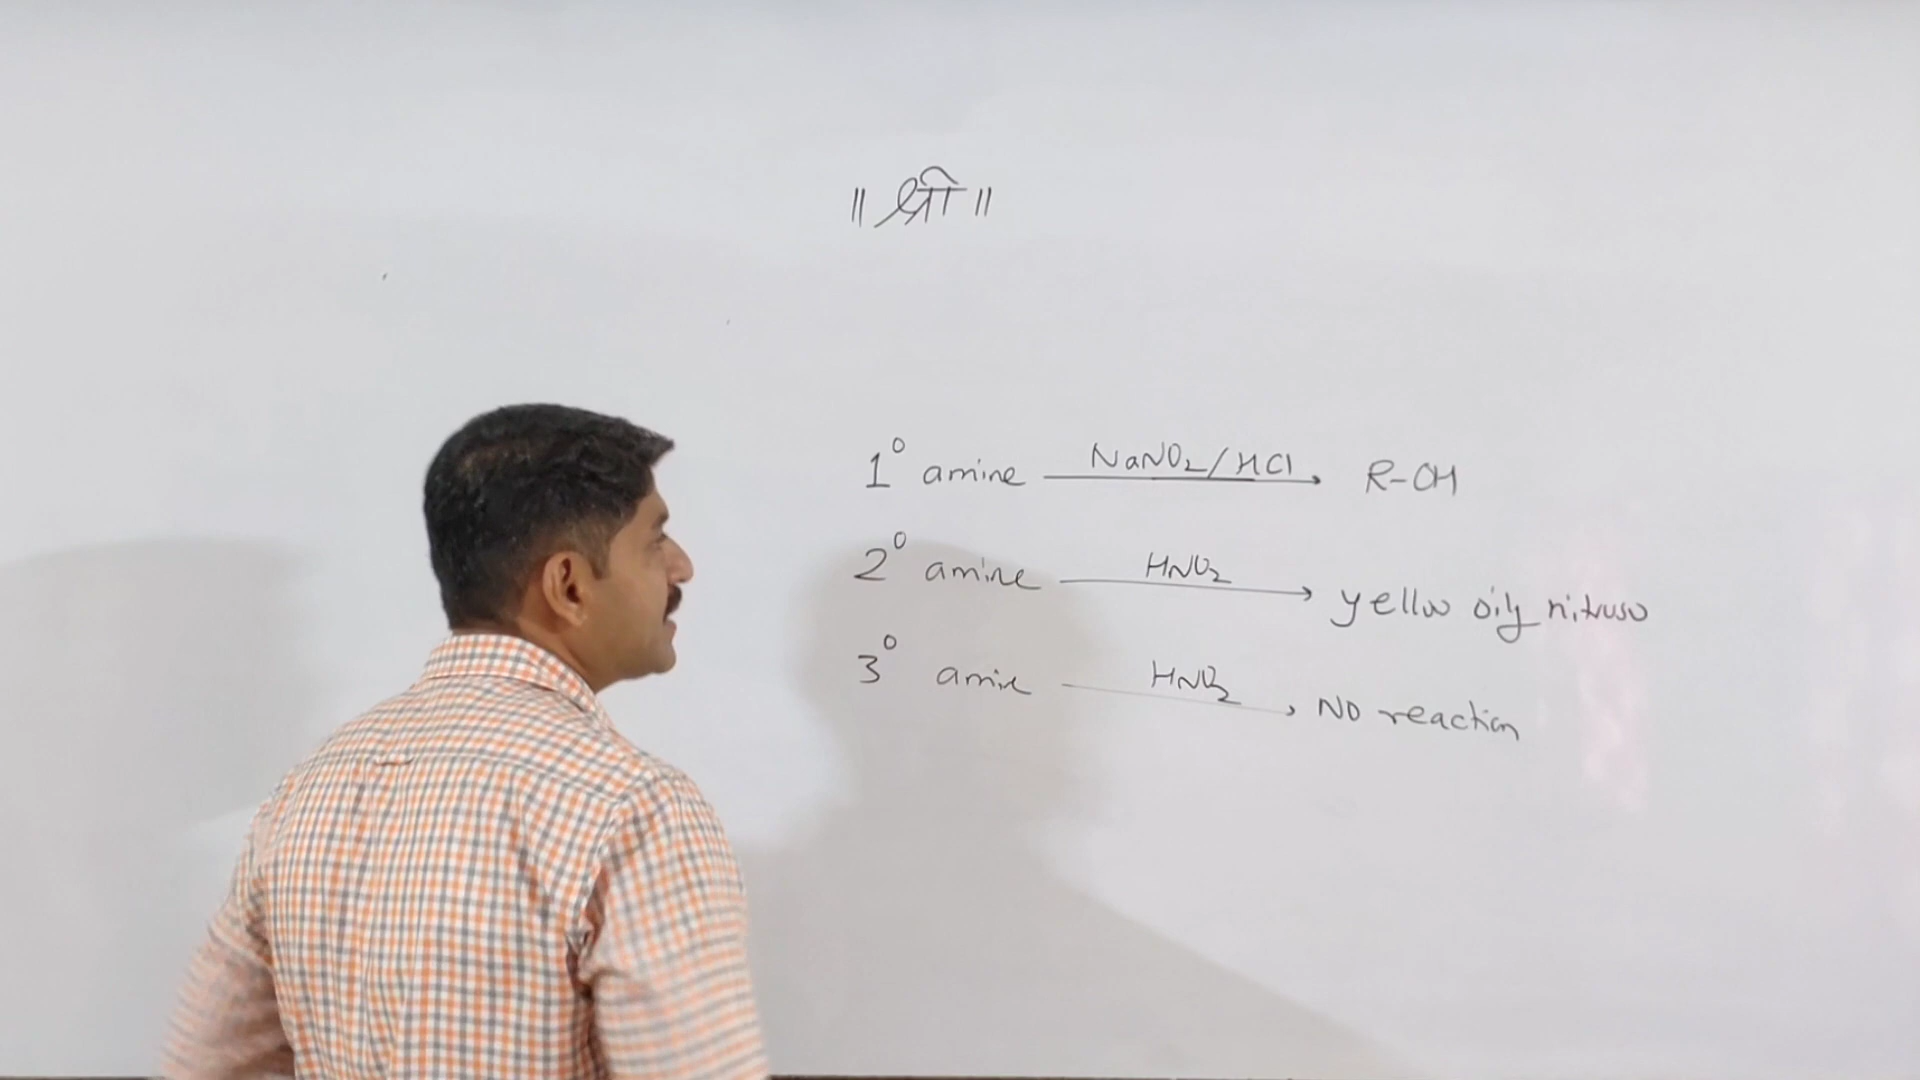 ॥ श्री ॥
1° amine NaNO₂/HCl → R-OH
2° amine HNO₂ → yellow oily nitroso
3° amine HNO₂ → NO reaction